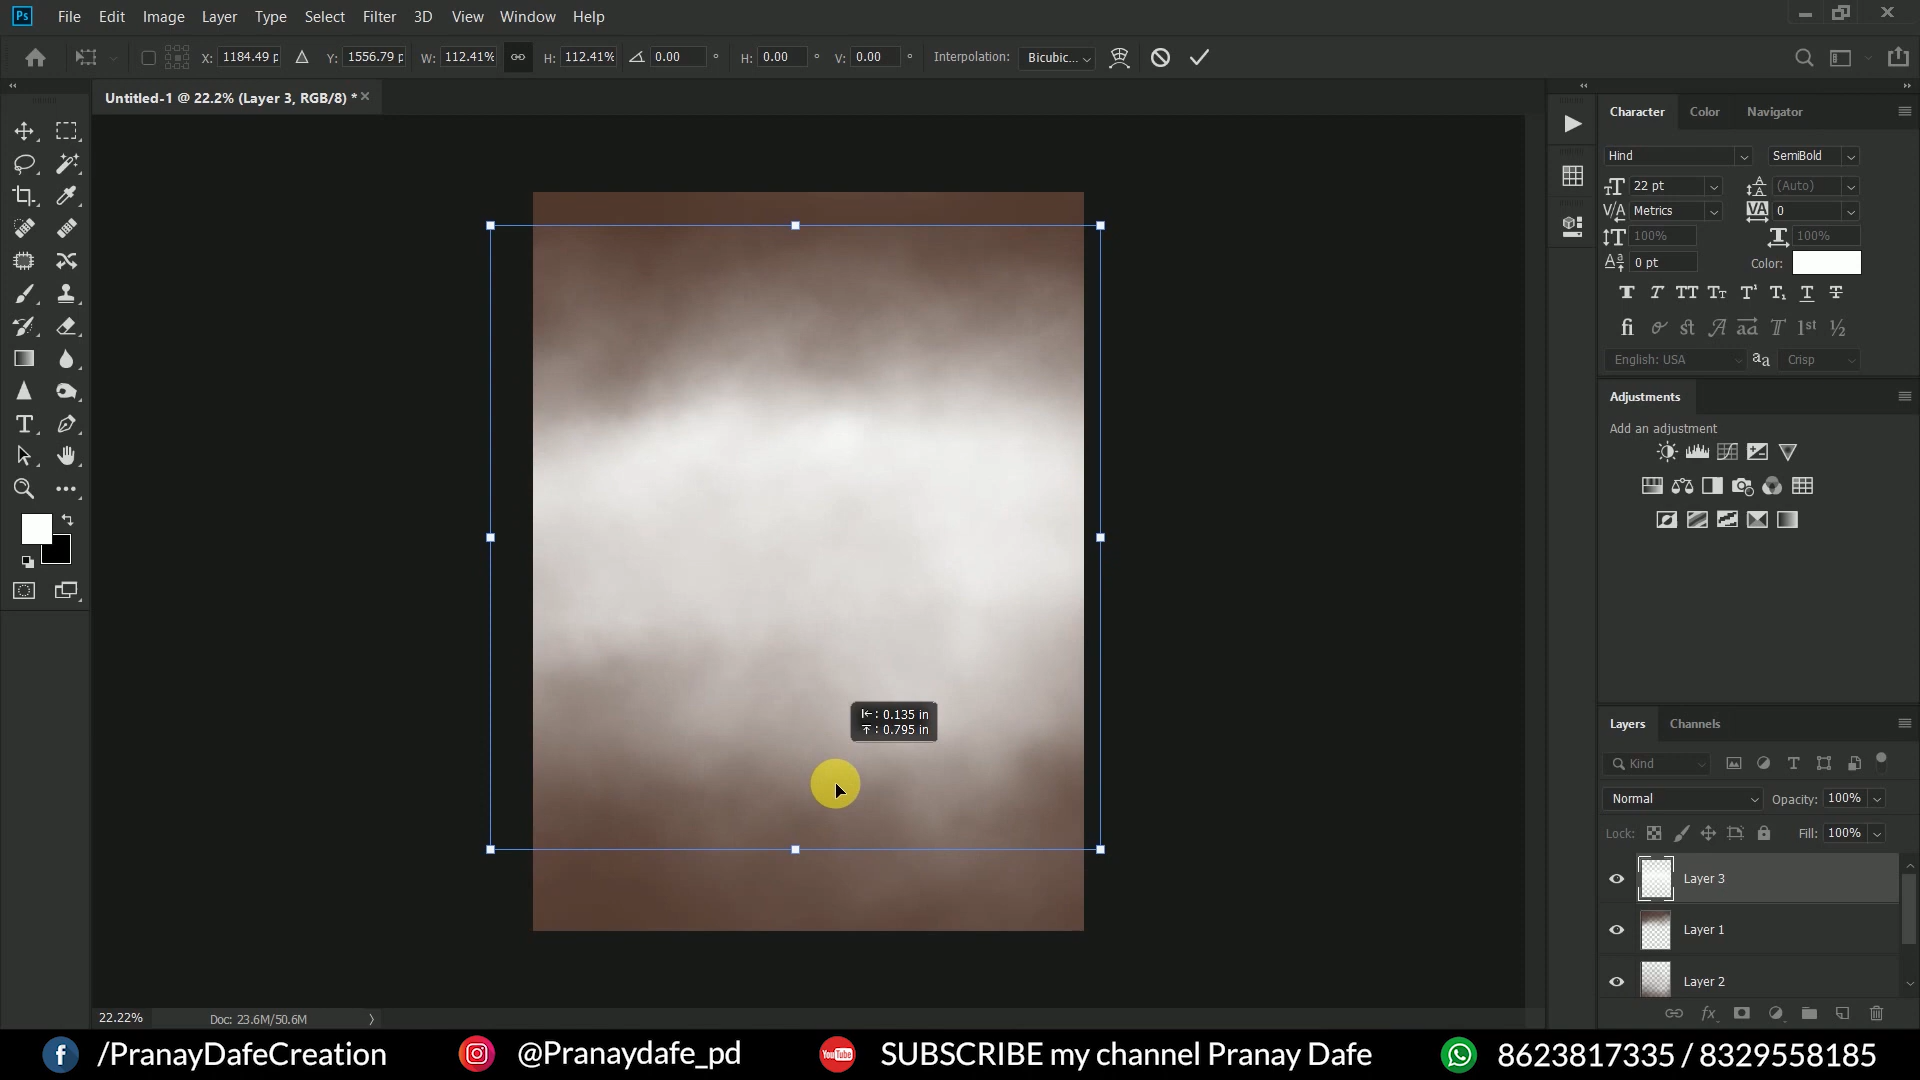 Ps File Edit Image Layer Type Select Filter 3D View Window Help
X: 1184.49 p Y: 1556.79 p W: 112.41% H: 112.41% 0.00 ° H: 0.00 ° V: 0.00 ° Interpolation: Bicubic...
Untitled-1 @ 22.2% (Layer 3, RGB/8) *
Character Color Navigator
Hind SemiBold
22 pt (Auto)
Metrics 0
100% 100%
0 pt Color:
English: USA aa Crisp
Adjustments
Add an adjustment
0.135 in
0.795 in
Layers Channels
Kind
Normal Opacity: 100%
Lock: Fill: 100%
Layer 3
Layer 1
Layer 2
22.22% Doc: 23.6M/50.6M
/PranayDafeCreation @Pranaydafe_pd YouTube SUBSCRIBE my channel Pranay Dafe 8623817335 / 8329558185